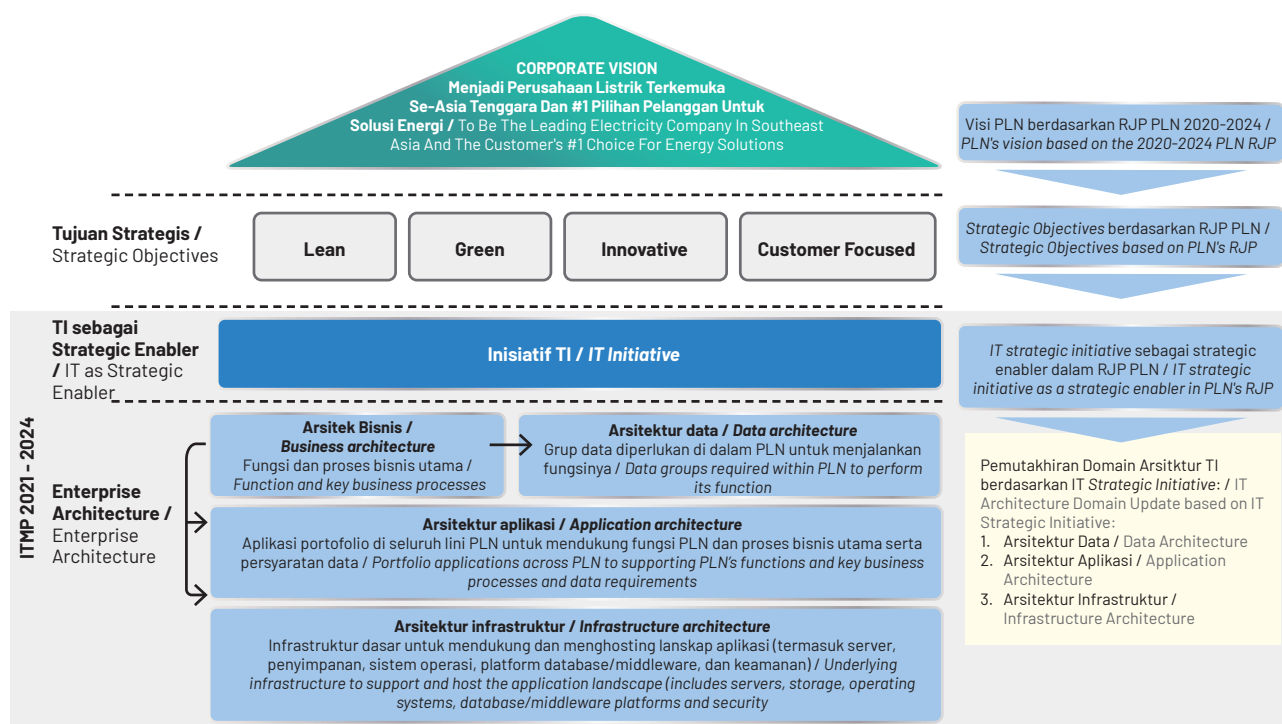 CORPORATE VISION
Menjadi Perusahaan Listrik Terkemuka
Se-Asia Tenggara Dan #1 Pilihan Pelanggan Untuk
Solusi Energi / To Be The Leading Electricity Company In Southeast
Asia And The Customer's #1 Choice For Energy Solutions
Visi PLN berdasarkan RJP PLN 2020-2024 /
PLN's vision based on the 2020-2024 PLN RJP
Tujuan Strategis /
Strategic Objectives
Lean
Green
Innovative
Customer Focused
Strategic Objectives berdasarkan RJP PLN /
Strategic Objectives based on PLN's RJP
ITMP 2021 - 2024
TI sebagai
Strategic Enabler
/ IT as Strategic
Enabler
Inisiatif TI / IT Initiative
IT strategic initiative sebagai strategic
enabler dalam RJP PLN / IT strategic
initiative as a strategic enabler in PLN's RJP
Enterprise
Architecture /
Enterprise
Architecture
Arsitek Bisnis /
Business architecture
Fungsi dan proses bisnis utama /
Function and key business processes
Arsitektur data / Data architecture
Grup data diperlukan di dalam PLN untuk menjalankan
fungsinya / Data groups required within PLN to perform
its function
Arsitektur aplikasi / Application architecture
Aplikasi portofolio di seluruh lini PLN untuk mendukung fungsi PLN dan proses bisnis utama serta
persyaratan data / Portfolio applications across PLN to supporting PLN's functions and key business
processes and data requirements
Arsitektur infrastruktur / Infrastructure architecture
Infrastruktur dasar untuk mendukung dan menghosting lanskap aplikasi (termasuk server,
penyimpanan, sistem operasi, platform database/middleware, dan keamanan) / Underlying
infrastructure to support and host the application landscape (includes servers, storage, operating
systems, database/middleware platforms and security
Pemutakhiran Domain Arsitktur TI
berdasarkan IT Strategic Initiative: / IT
Architecture Domain Update based on IT
Strategic Initiative:
1. Arsitektur Data / Data Architecture
2. Arsitektur Aplikasi / Application
Architecture
3. Arsitektur Infrastruktur /
Infrastructure Architecture